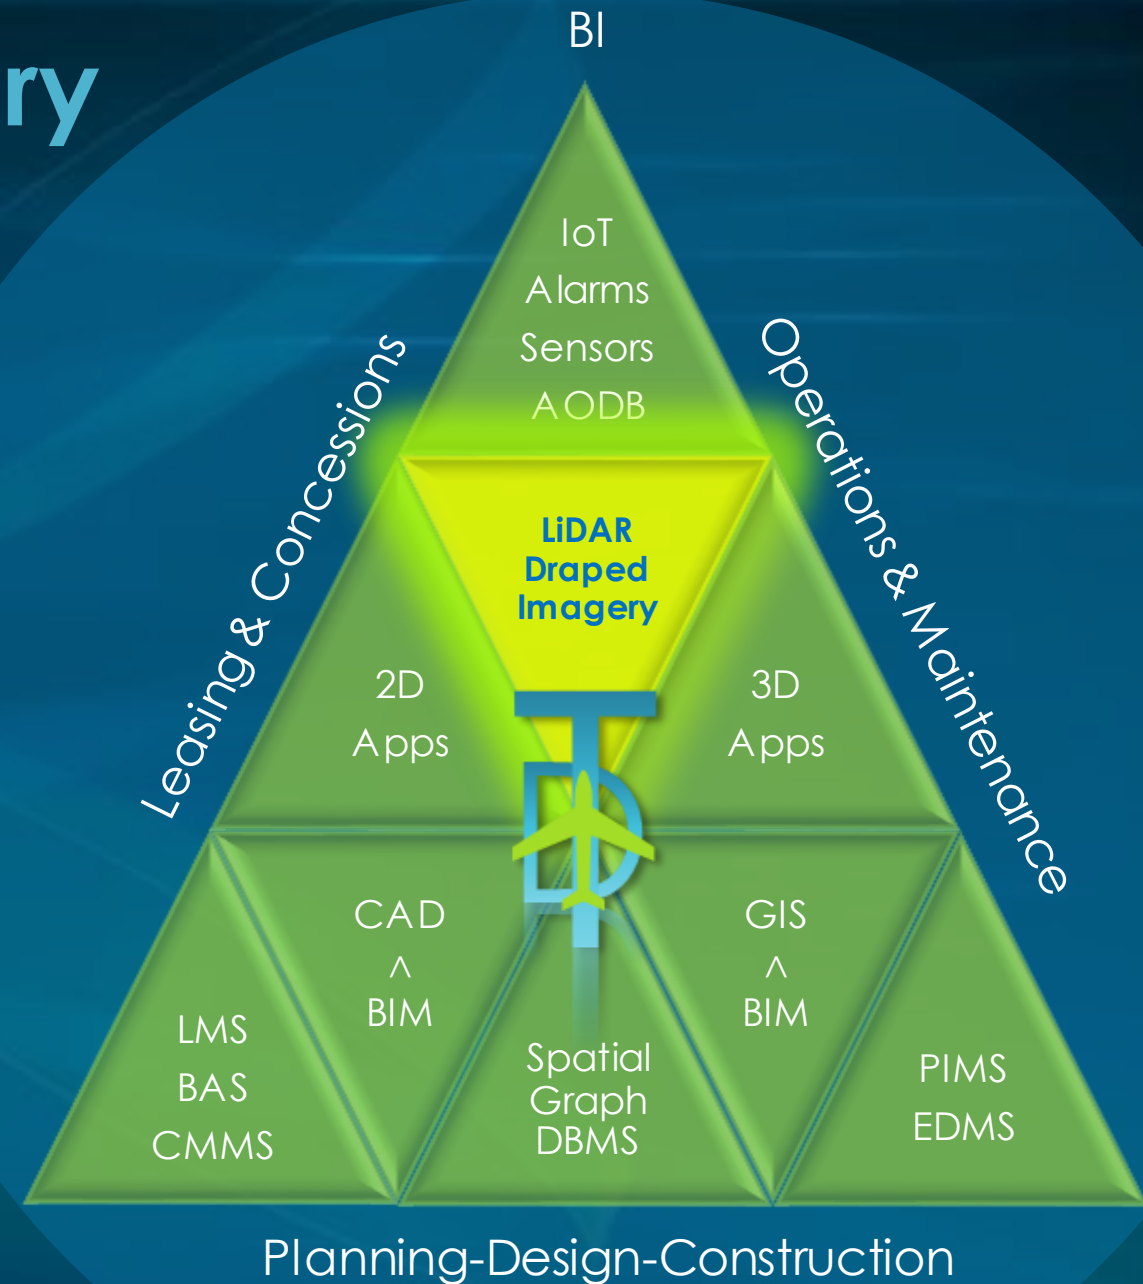 BI
ry
IoT
Alarms
Sensors
AODB
Leasing & Concessions
Operations & Maintenance
LiDAR
Draped
Imagery
2D
Apps
3D
Apps
CAD
^
BIM
GIS
^
BIM
LMS
BAS
CMMS
Spatial
Graph
DBMS
PIMS
EDMS
Planning-Design-Construction